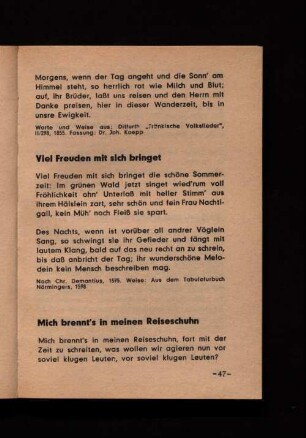 Morgens, wenn der Tag angeht und die Sonn' am
Himmel steht, so herrlich rot wie Milch und Blut;
auf, ihr Brüder, laßt uns reisen und den Herrn mit
Danke preisen, hier in dieser Wanderzeit, bis in
unsre Ewigkeit.
Worte und Weise aus: Ditfurth „Fränkische Volkslieder",
II/290, 1855. Fassung: Dr. Joh. Koepp
Viel Freuden mit sich bringet
Viel Freuden mit sich bringet die schöne Sommer-
zeit: Im grünen Wald jetzt singet wied'rum voll
Fröhlichkeit ohn' Unterlaß mit heller Stimm' aus
ihrem Hälslein zart, sehr schön und fein Frau Nachti-
gall, kein Müh' noch Fleiß sie spart.
Des Nachts, wenn ist vorüber all andrer Vöglein
Sang, so schwingt sie ihr Gefieder und fängt mit
lautem Klang, bald auf das neu recht an zu schrein,
bis daß anbricht der Tag; ihr wunderschöne Melo-
dein kein Mensch beschreiben mag.
Nach Chr. Demantius, 1595. Weise: Aus dem Tabulaturbuch
Nörmingers, 1598
Mich brennt's in meinen Reiseschuhn
Mich brennt's in meinen Reiseschuhn, fort mit der
Zeit zu schreiten, was wollen wir agieren nun vor
soviel klugen Leuten, vor soviel klugen Leuten?
–47–